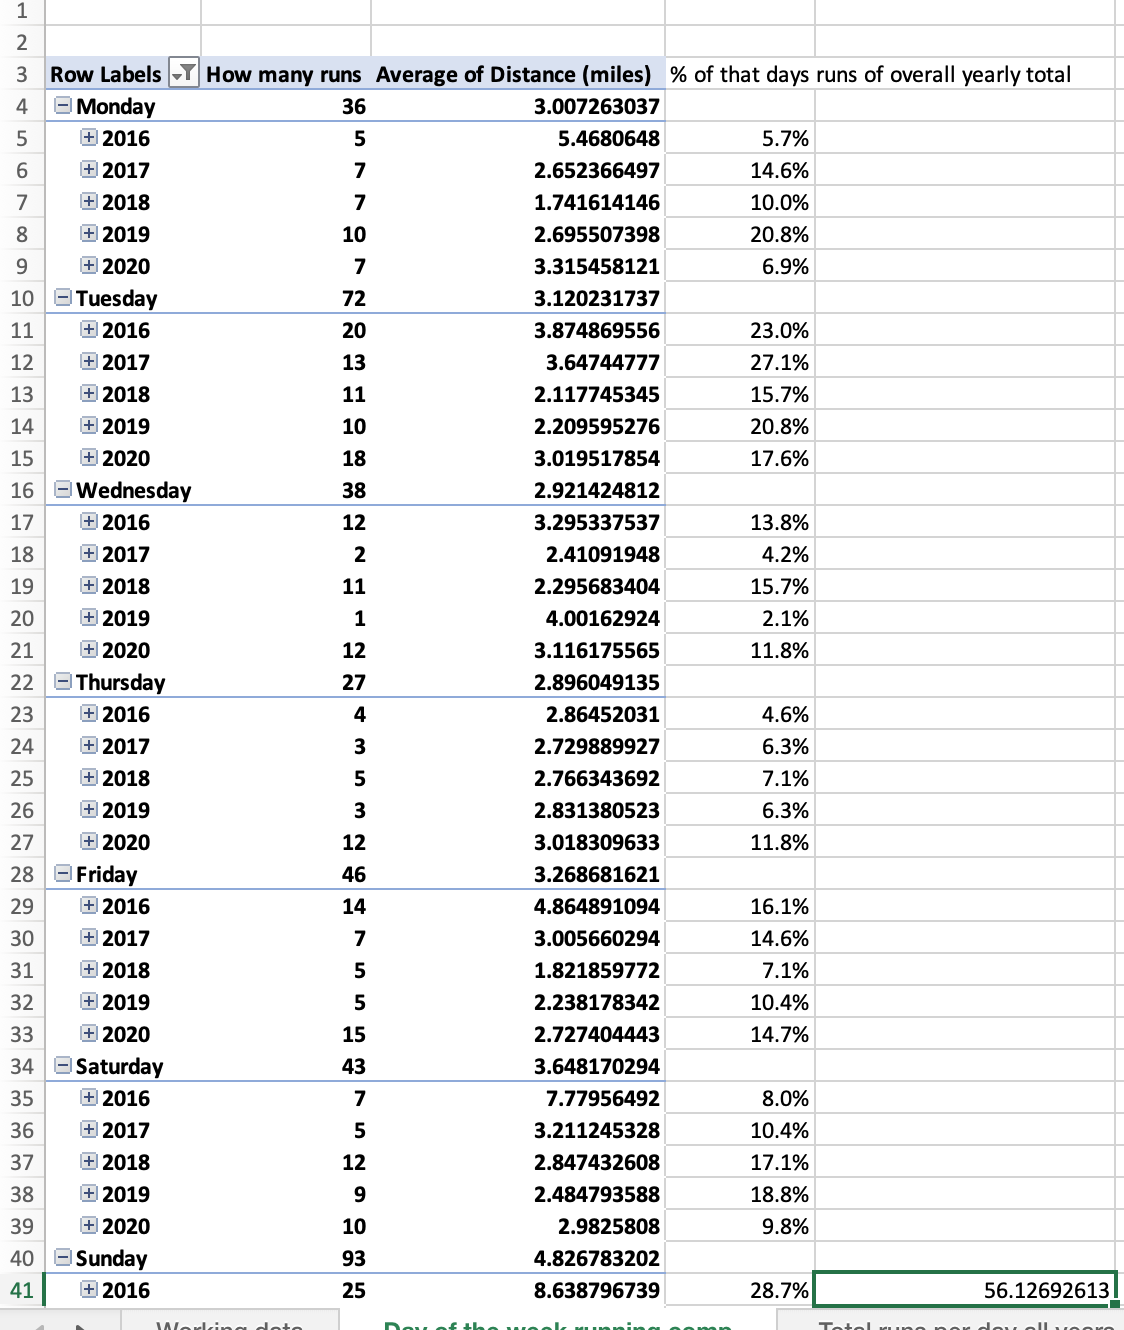 1
2
3 Row Labels How many runs Average of Distance (miles) % of that days runs of overall yearly total
4 Monday 36 3.007263037
5 2016 5 5.4680648 5.7%
6 2017 7 2.652366497 14.6%
7 2018 7 1.741614146 10.0%
8 2019 10 2.695507398 20.8%
9 2020 7 3.315458121 6.9%
10 Tuesday 72 3.120231737
11 2016 20 3.874869556 23.0%
12 2017 13 3.64744777 27.1%
13 2018 11 2.117745345 15.7%
14 2019 10 2.209595276 20.8%
15 2020 18 3.019517854 17.6%
16 Wednesday 38 2.921424812
17 2016 12 3.295337537 13.8%
18 2017 2 2.41091948 4.2%
19 2018 11 2.295683404 15.7%
20 2019 1 4.00162924 2.1%
21 2020 12 3.116175565 11.8%
22 Thursday 27 2.896049135
23 2016 4 2.86452031 4.6%
24 2017 3 2.729889927 6.3%
25 2018 5 2.766343692 7.1%
26 2019 3 2.831380523 6.3%
27 2020 12 3.018309633 11.8%
28 Friday 46 3.268681621
29 2016 14 4.864891094 16.1%
30 2017 7 3.005660294 14.6%
31 2018 5 1.821859772 7.1%
32 2019 5 2.238178342 10.4%
33 2020 15 2.727404443 14.7%
34 Saturday 43 3.648170294
35 2016 7 7.77956492 8.0%
36 2017 5 3.211245328 10.4%
37 2018 12 2.847432608 17.1%
38 2019 9 2.484793588 18.8%
39 2020 10 2.9825808 9.8%
40 Sunday 93 4.826783202
41 2016 25 8.638796739 28.7% 56.12692613
Working data Day of the week running comp Total runs per day all years